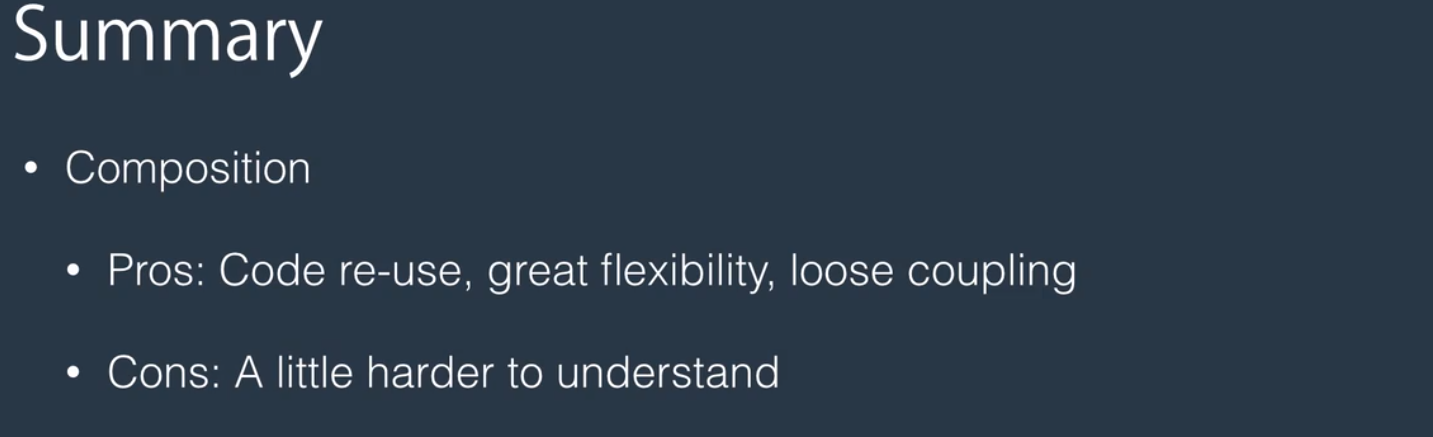 Summary
• Composition
• Pros: Code re-use, great flexibility, loose coupling
• Cons: A little harder to understand